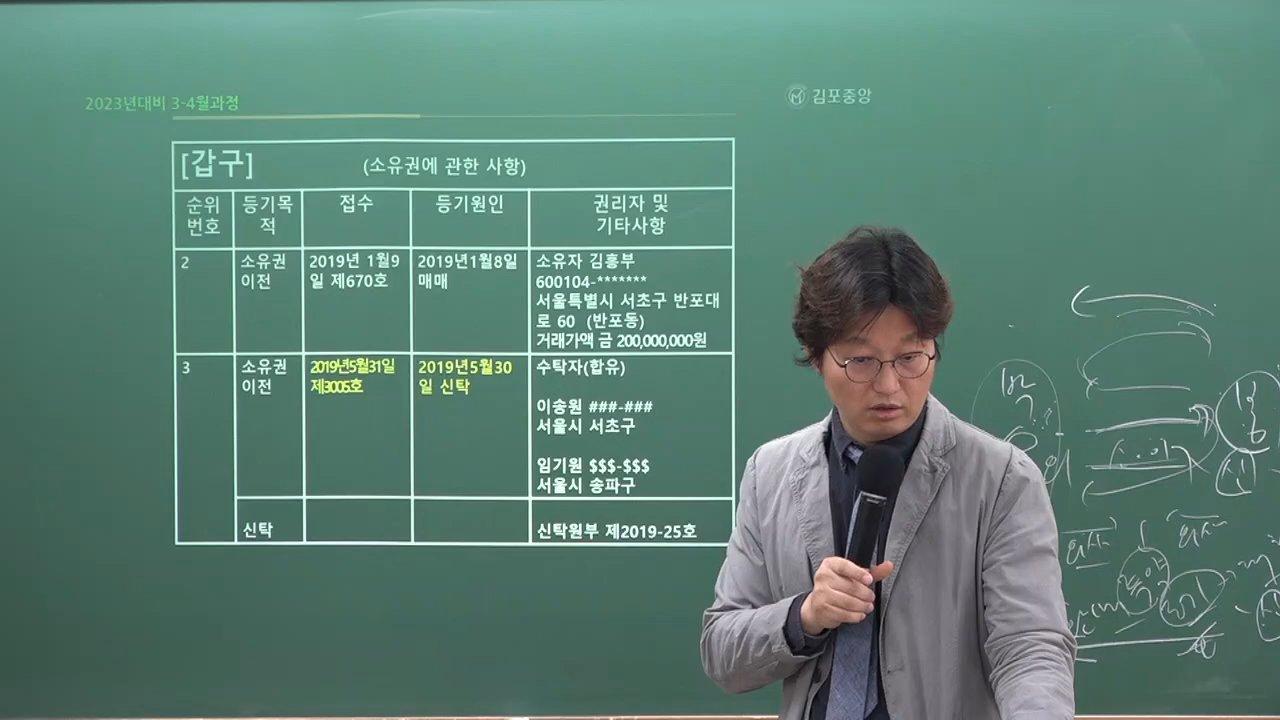 2023년대비 3-4월과정
김포중앙
[갑구] (소유권에 관한 사항)
순위
번호
등기목
적
접수
등기원인
권리자 및
기타사항
2
소유권
이전
2019년 1월9
일 제670호
2019년1월8일
매매
소유자 김흥부
600104-*******
서울특별시 서초구 반포대
로 60 (반포동)
거래가액 금 200,000,000원
3
소유권
이전
2019년5월31일
제3005호
2019년5월30
일 신탁
수탁자(합유)
이송원 ###-###
서울시 서초구
임기원 $$$-$$$
서울시 송파구
신탁
신탁원부 제2019-25호